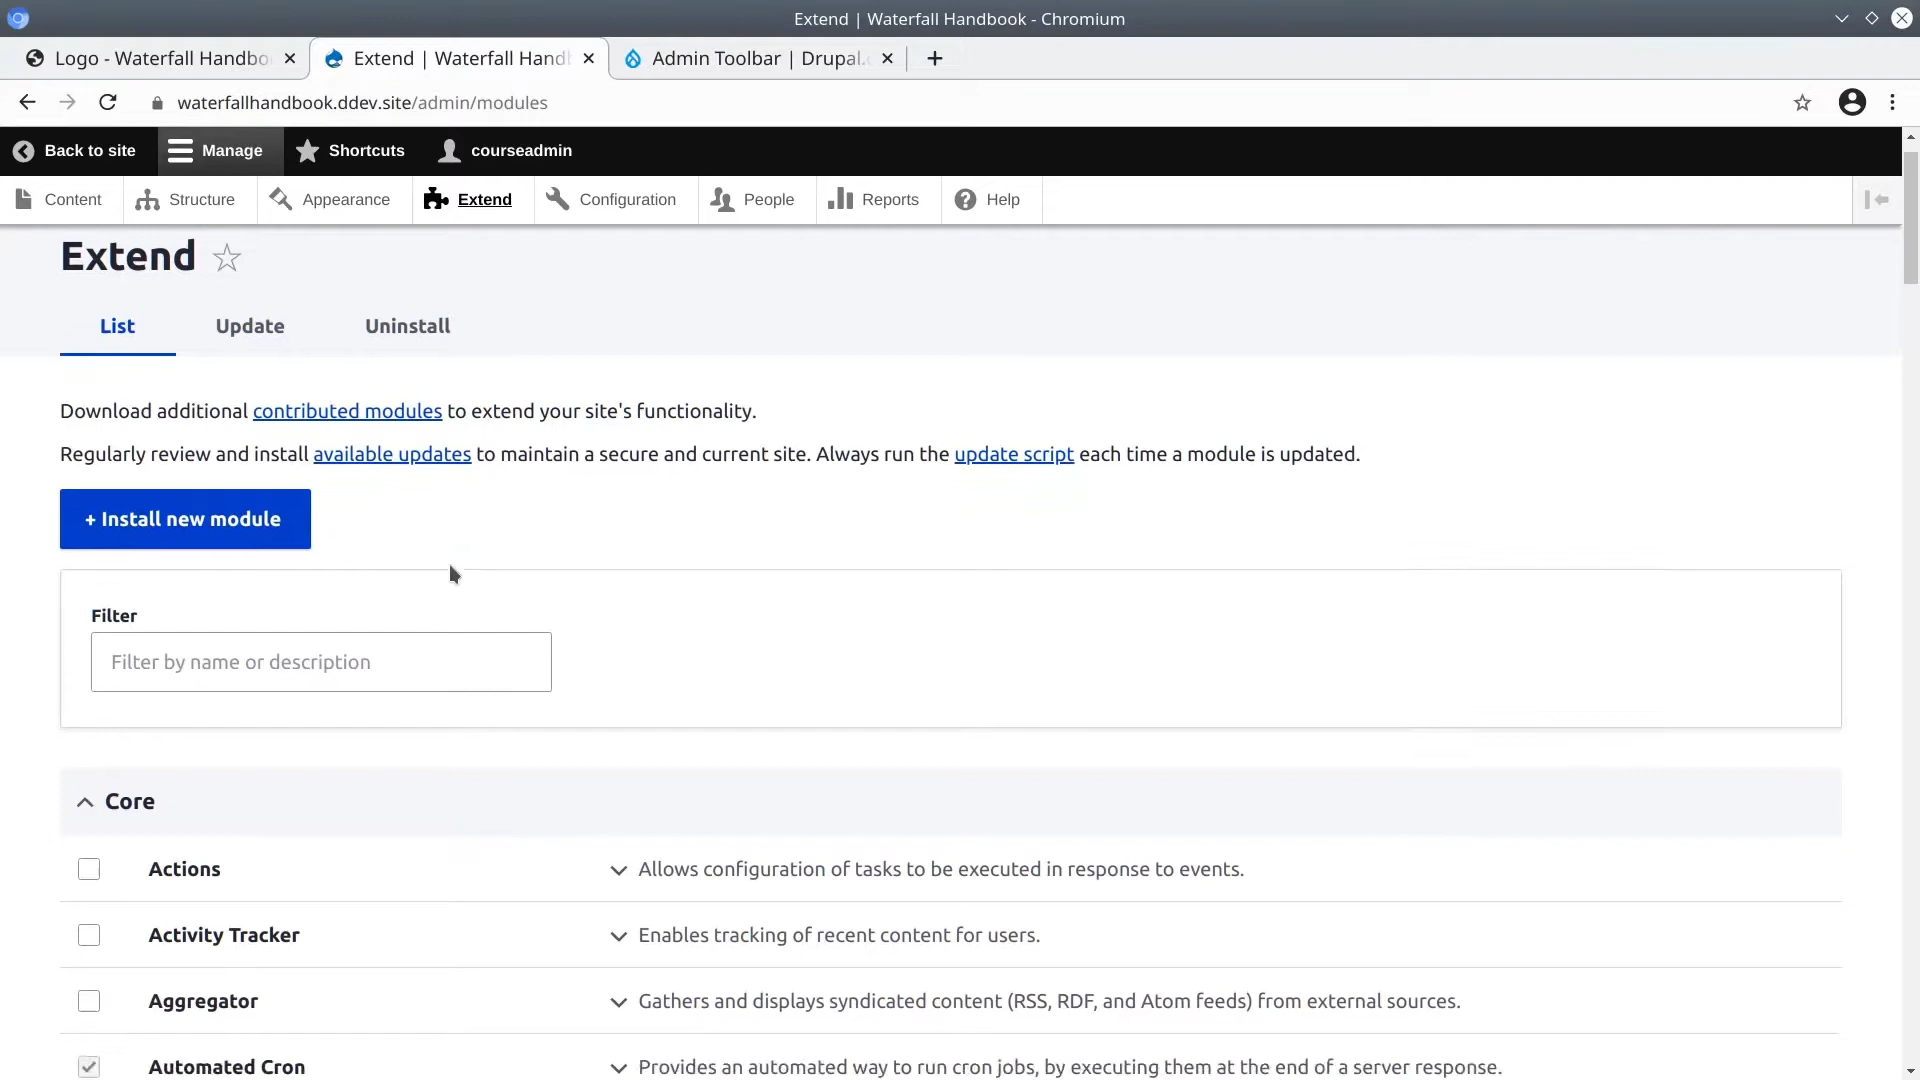 Extend | Waterfall Handbook - Chromium
Logo - Waterfall Handbo
Extend | Waterfall Hand
Admin Toolbar | Drupal.
waterfallhandbook.ddev.site/admin/modules
Back to site
Manage
Shortcuts
courseadmin
Content
Structure
Appearance
Extend
Configuration
People
Reports
Help
Extend
List
Update
Uninstall
Download additional contributed modules to extend your site's functionality.
Regularly review and install available updates to maintain a secure and current site. Always run the update script each time a module is updated.
+ Install new module
Filter
Filter by name or description
Core
Actions
Allows configuration of tasks to be executed in response to events.
Activity Tracker
Enables tracking of recent content for users.
Aggregator
Gathers and displays syndicated content (RSS, RDF, and Atom feeds) from external sources.
Automated Cron
Provides an automated way to run cron jobs, by executing them at the end of a server response.